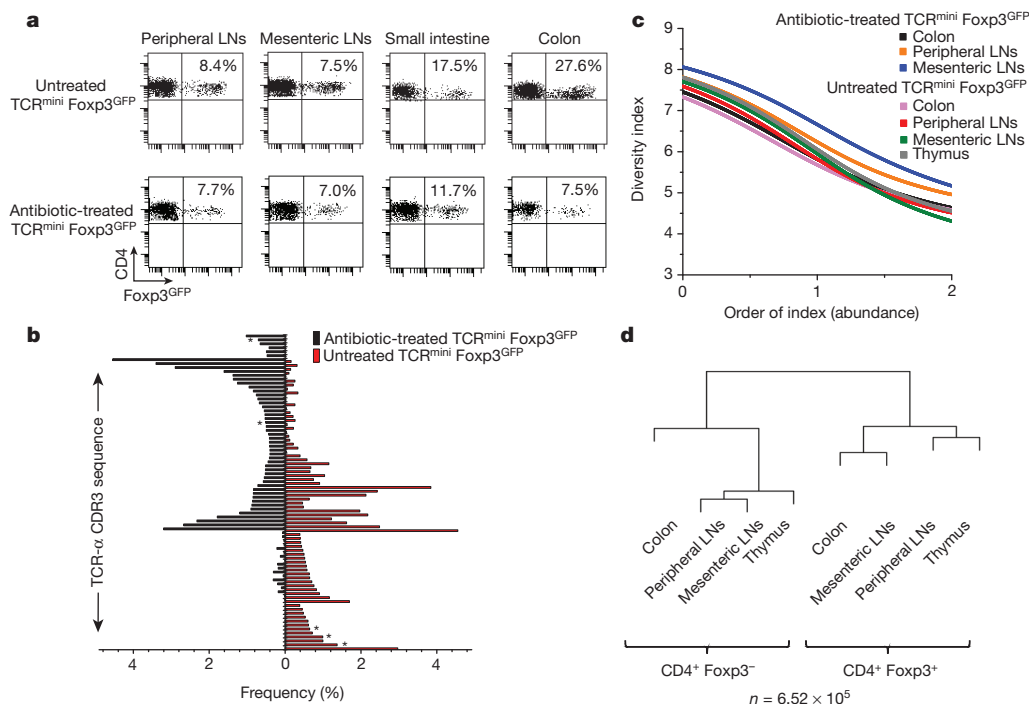 a
Peripheral LNs Mesenteric LNs Small intestine Colon
Untreated
TCRmini Foxp3GFP
8.4% 7.5% 17.5% 27.6%
Antibiotic-treated
TCRmini Foxp3GFP
7.7% 7.0% 11.7% 7.5%
CD4
Foxp3GFP
b
Antibiotic-treated TCRmini Foxp3GFP
Untreated TCRmini Foxp3GFP
TCR-α CDR3 sequence
*
*
*
*
*
4 2 0 2 4
Frequency (%)
c
Antibiotic-treated TCRmini Foxp3GFP
Colon
Peripheral LNs
Mesenteric LNs
Untreated TCRmini Foxp3GFP
Colon
Peripheral LNs
Mesenteric LNs
Thymus
Diversity index
9
8
7
6
5
4
3
0 1 2
Order of index (abundance)
d
Colon Peripheral LNs Mesenteric LNs Thymus Colon Mesenteric LNs Peripheral LNs Thymus
CD4+ Foxp3− CD4+ Foxp3+
n = 6.52 × 10⁵